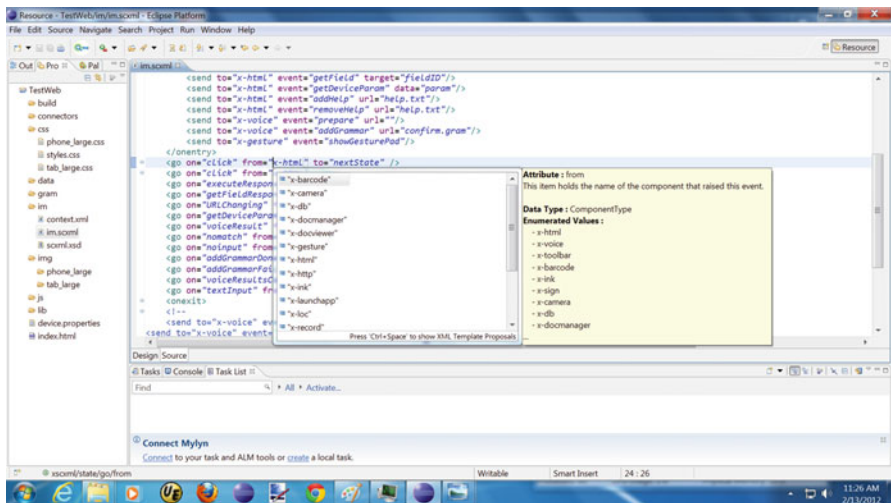 Resource - TestWeb/im/im.scxml - Eclipse Platform
File Edit Source Navigate Search Project Run Window Help
Resource
Out Pro Pal
im.scxml
TestWeb
build
connectors
css
phone_large.css
styles.css
tab_large.css
data
gram
im
context.xml
im.scxml
scxml.xsd
img
phone_large
tab_large
js
lib
device.properties
index.html
<send to="x-html" event="getField" target="fieldID"/>
<send to="x-html" event="getDeviceParam" data="param"/>
<send to="x-html" event="addHelp" url="help.txt"/>
<send to="x-html" event="removeHelp" url="help.txt"/>
<send to="x-voice" event="prepare" url=""/>
<send to="x-voice" event="addGrammar" url="confirm.gram"/>
<send to="x-gesture" event="showGesturePad"/>
</onentry>
<go on="click" from="x-html" to="nextState" />
<go on="click" from="
<go on="executeRespon
<go on="getFieldRespo
<go on="URLChanging"
<go on="getDevicePara
<go on="voiceResult"
<go on="nomatch" from
<go on="noinput" from
<go on="addGrammarDon
<go on="addGrammarFai
<go on="voiceResultsC
<go on="textInput" fr
<onexit>
<!--
<send to="x-voice" ev
<send to="x-voice" event=
"x-barcode"
"x-camera"
"x-db"
"x-docmanager"
"x-docviewer"
"x-gesture"
"x-html"
"x-http"
"x-ink"
"x-launchapp"
"x-loc"
"x-record"
Press 'Ctrl+Space' to show XML Template Proposals
Attribute : from
This item holds the name of the component that raised this event.
Data Type : ComponentType
Enumerated Values :
- x-html
- x-voice
- x-toolbar
- x-barcode
- x-ink
- x-sign
- x-camera
- x-db
- x-docmanager
Design Source
Tasks Console Task List
Find
All Activate...
Connect Mylyn
Connect to your task and ALM tools or create a local task.
xscxml/state/go/from
Writable
Smart Insert
24 : 26
UE
11:26 AM
2/13/2012